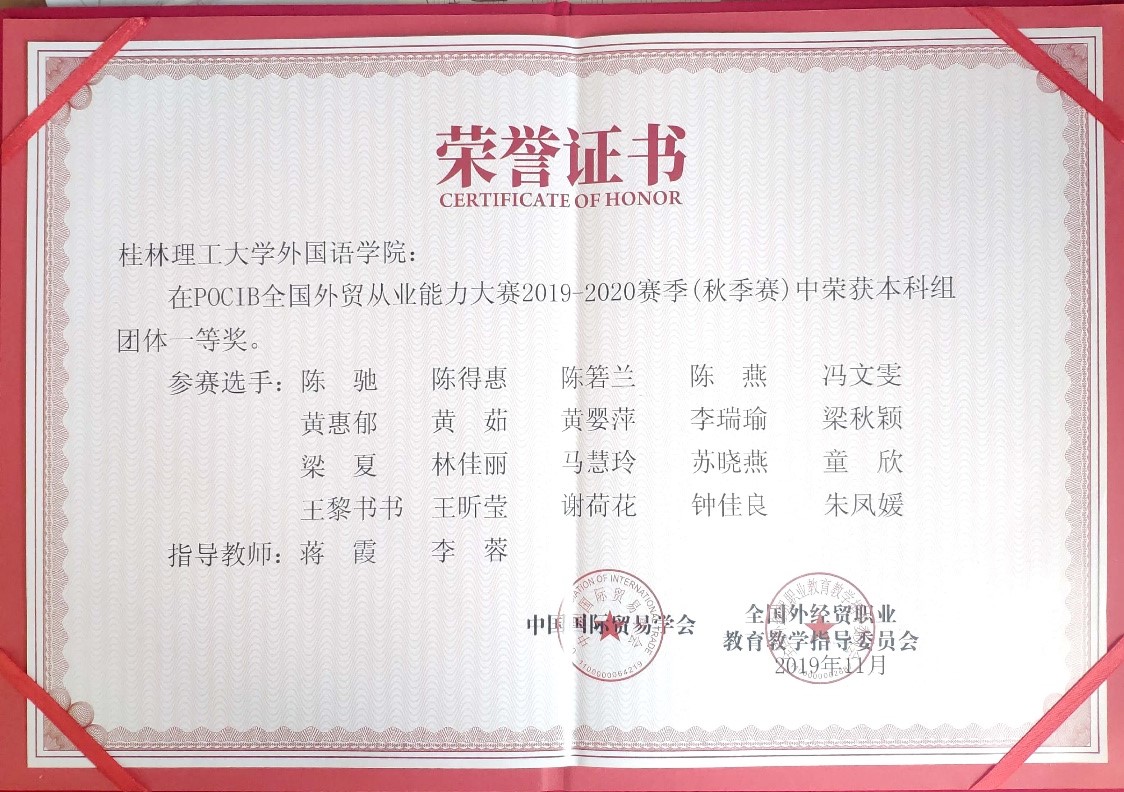 荣誉证书
CERTIFICATE OF HONOR
桂林理工大学外国语学院：
在POCIB全国外贸从业能力大赛2019-2020赛季(秋季赛)中荣获本科组
团体一等奖。
参赛选手：陈 驰 陈得惠 陈箬兰 陈 燕 冯文雯
黄惠郁 黄 茹 黄婴萍 李瑞瑜 梁秋颖
梁 夏 林佳丽 马慧玲 苏晓燕 童 欣
王黎书书 王昕莹 谢荷花 钟佳良 朱凤媛
指导教师：蒋 霞 李 蓉
中国国际贸易学会
全国外经贸职业
教育教学指导委员会
2019年11月
OF INTERNATIONAL TRADE
1100000064219